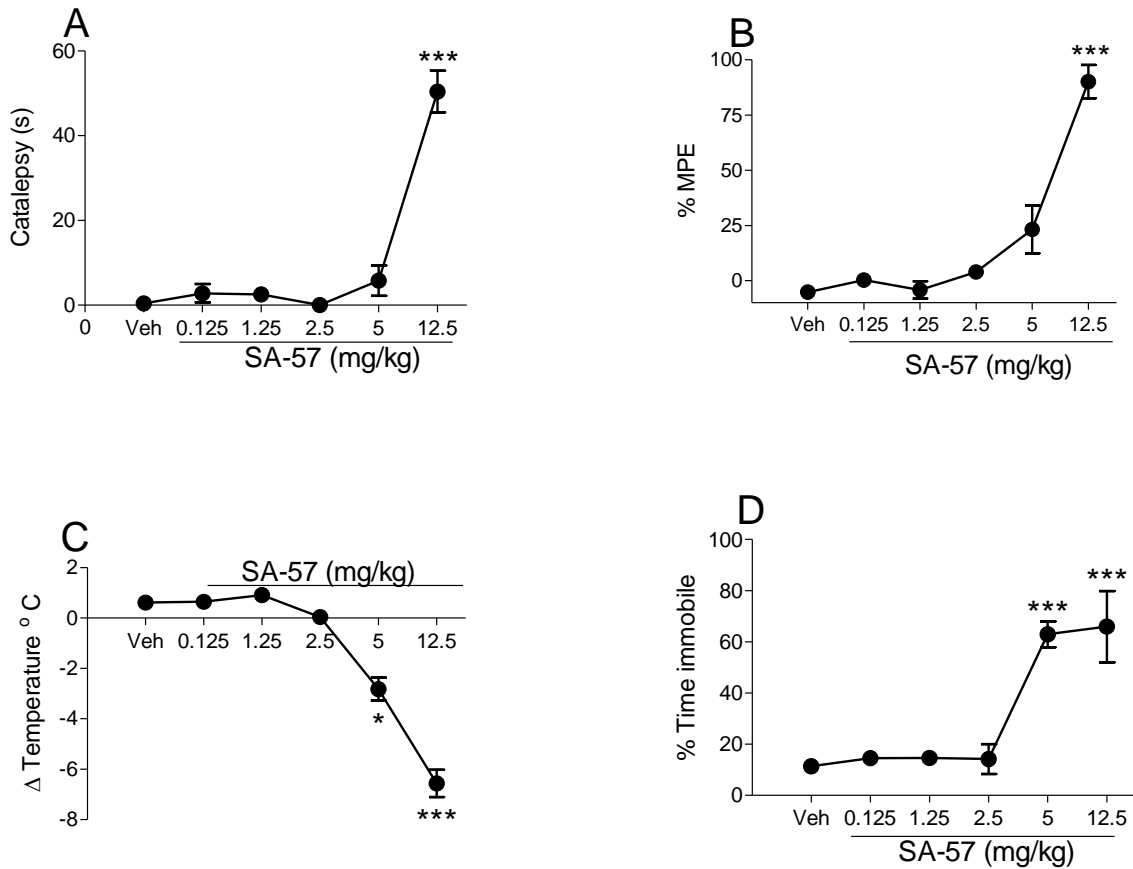 A
60
***
40
Catalepsy (s)
20
0
0 Veh 0.125 1.25 2.5 5 12.5
SA-57 (mg/kg)
B
100
***
75
% MPE
50
25
0
Veh 0.125 1.25 2.5 5 12.5
SA-57 (mg/kg)
C
2
SA-57 (mg/kg)
0
Veh 0.125 1.25 2.5 5 12.5
-2
Δ Temperature ° C
*
-4
-6
***
-8
D
100
***
80
***
60
% Time immobile
40
20
0
Veh 0.125 1.25 2.5 5 12.5
SA-57 (mg/kg)